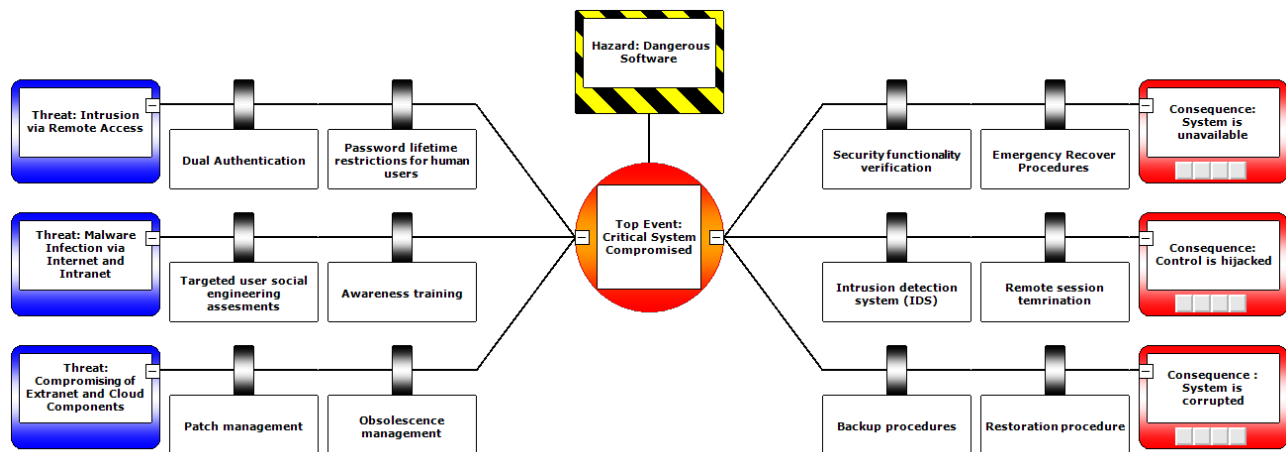 Hazard: Dangerous
Software
Threat: Intrusion
via Remote Access
Dual Authentication
Password lifetime
restrictions for human
users
Security functionality
verification
Emergency Recover
Procedures
Consequence:
System is
unavailable
Threat: Malware
Infection via
Internet and
Intranet
Targeted user social
engineering
assesments
Awareness training
Top Event:
Critical System
Compromised
Intrusion detection
system (IDS)
Remote session
temrination
Consequence:
Control is hijacked
Threat:
Compromising of
Extranet and Cloud
Components
Patch management
Obsolescence
management
Backup procedures
Restoration procedure
Consequence :
System is
corrupted